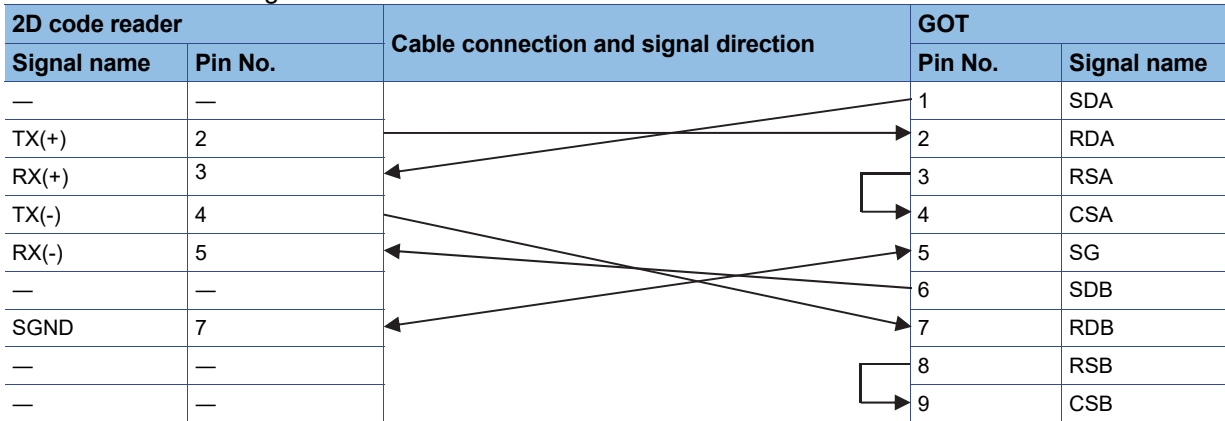 2D code reader Cable connection and signal direction GOT
Signal name Pin No. Pin No. Signal name
— — 1 SDA
TX(+) 2 2 RDA
RX(+) 3 3 RSA
TX(-) 4 4 CSA
RX(-) 5 5 SG
— — 6 SDB
SGND 7 7 RDB
— — 8 RSB
— — 9 CSB